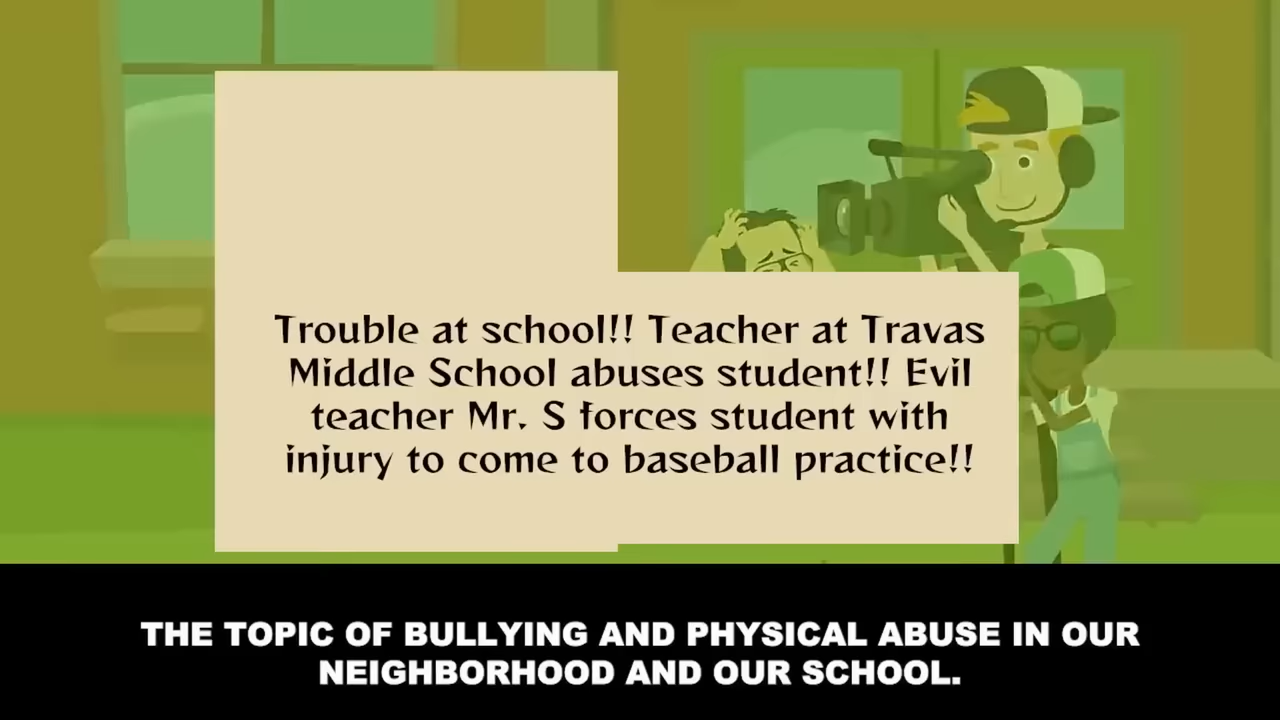 Trouble at school!! Teacher at Travas
Middle School abuses student!! Evil
teacher Mr. S forces student with
injury to come to baseball practice!!
THE TOPIC OF BULLYING AND PHYSICAL ABUSE IN OUR
NEIGHBORHOOD AND OUR SCHOOL.